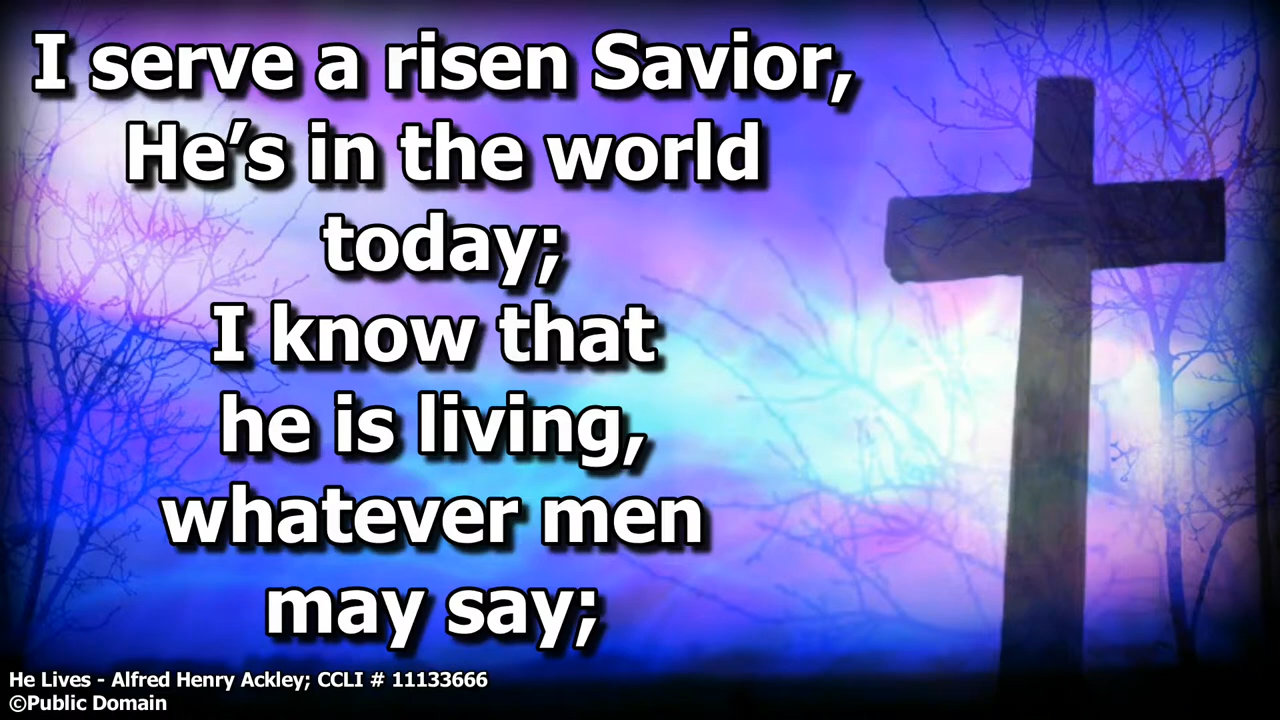 I serve a risen Savior,
He’s in the world
today;
I know that
he is living,
whatever men
may say;
He Lives - Alfred Henry Ackley; CCLI # 11133666
©Public Domain